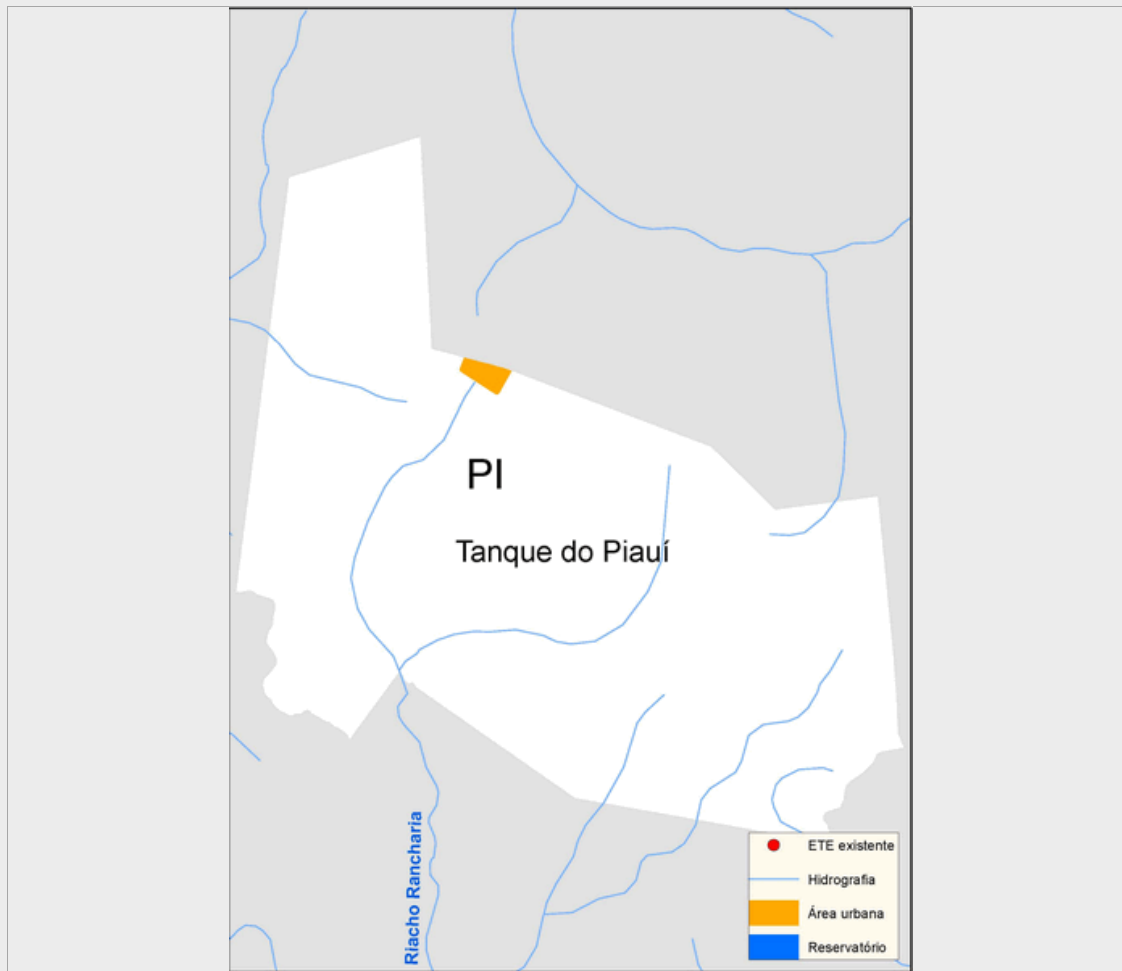 PI
Tanque do Piauí
Riacho Rancharia
ETE existente
Hidrografia
Área urbana
Reservatório